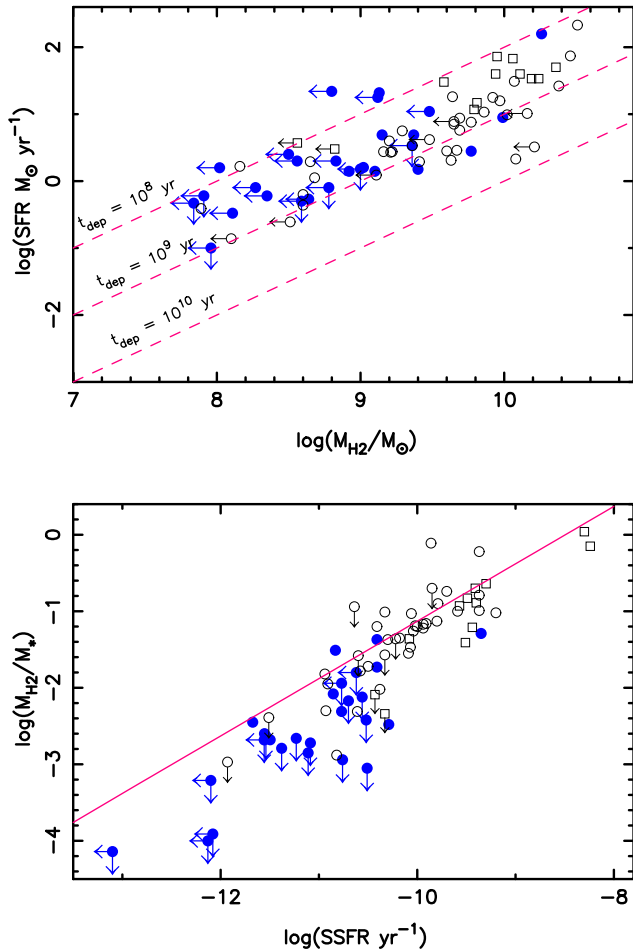 2
0
−2
log(SFR M⊙ yr⁻¹)
t_dep = 10⁸ yr
t_dep = 10⁹ yr
t_dep = 10¹⁰ yr
7 8 9 10
log(M_H2/M⊙)
0
−1
−2
−3
−4
log(M_H2/M_*)
−12 −10 −8
log(SSFR yr⁻¹)